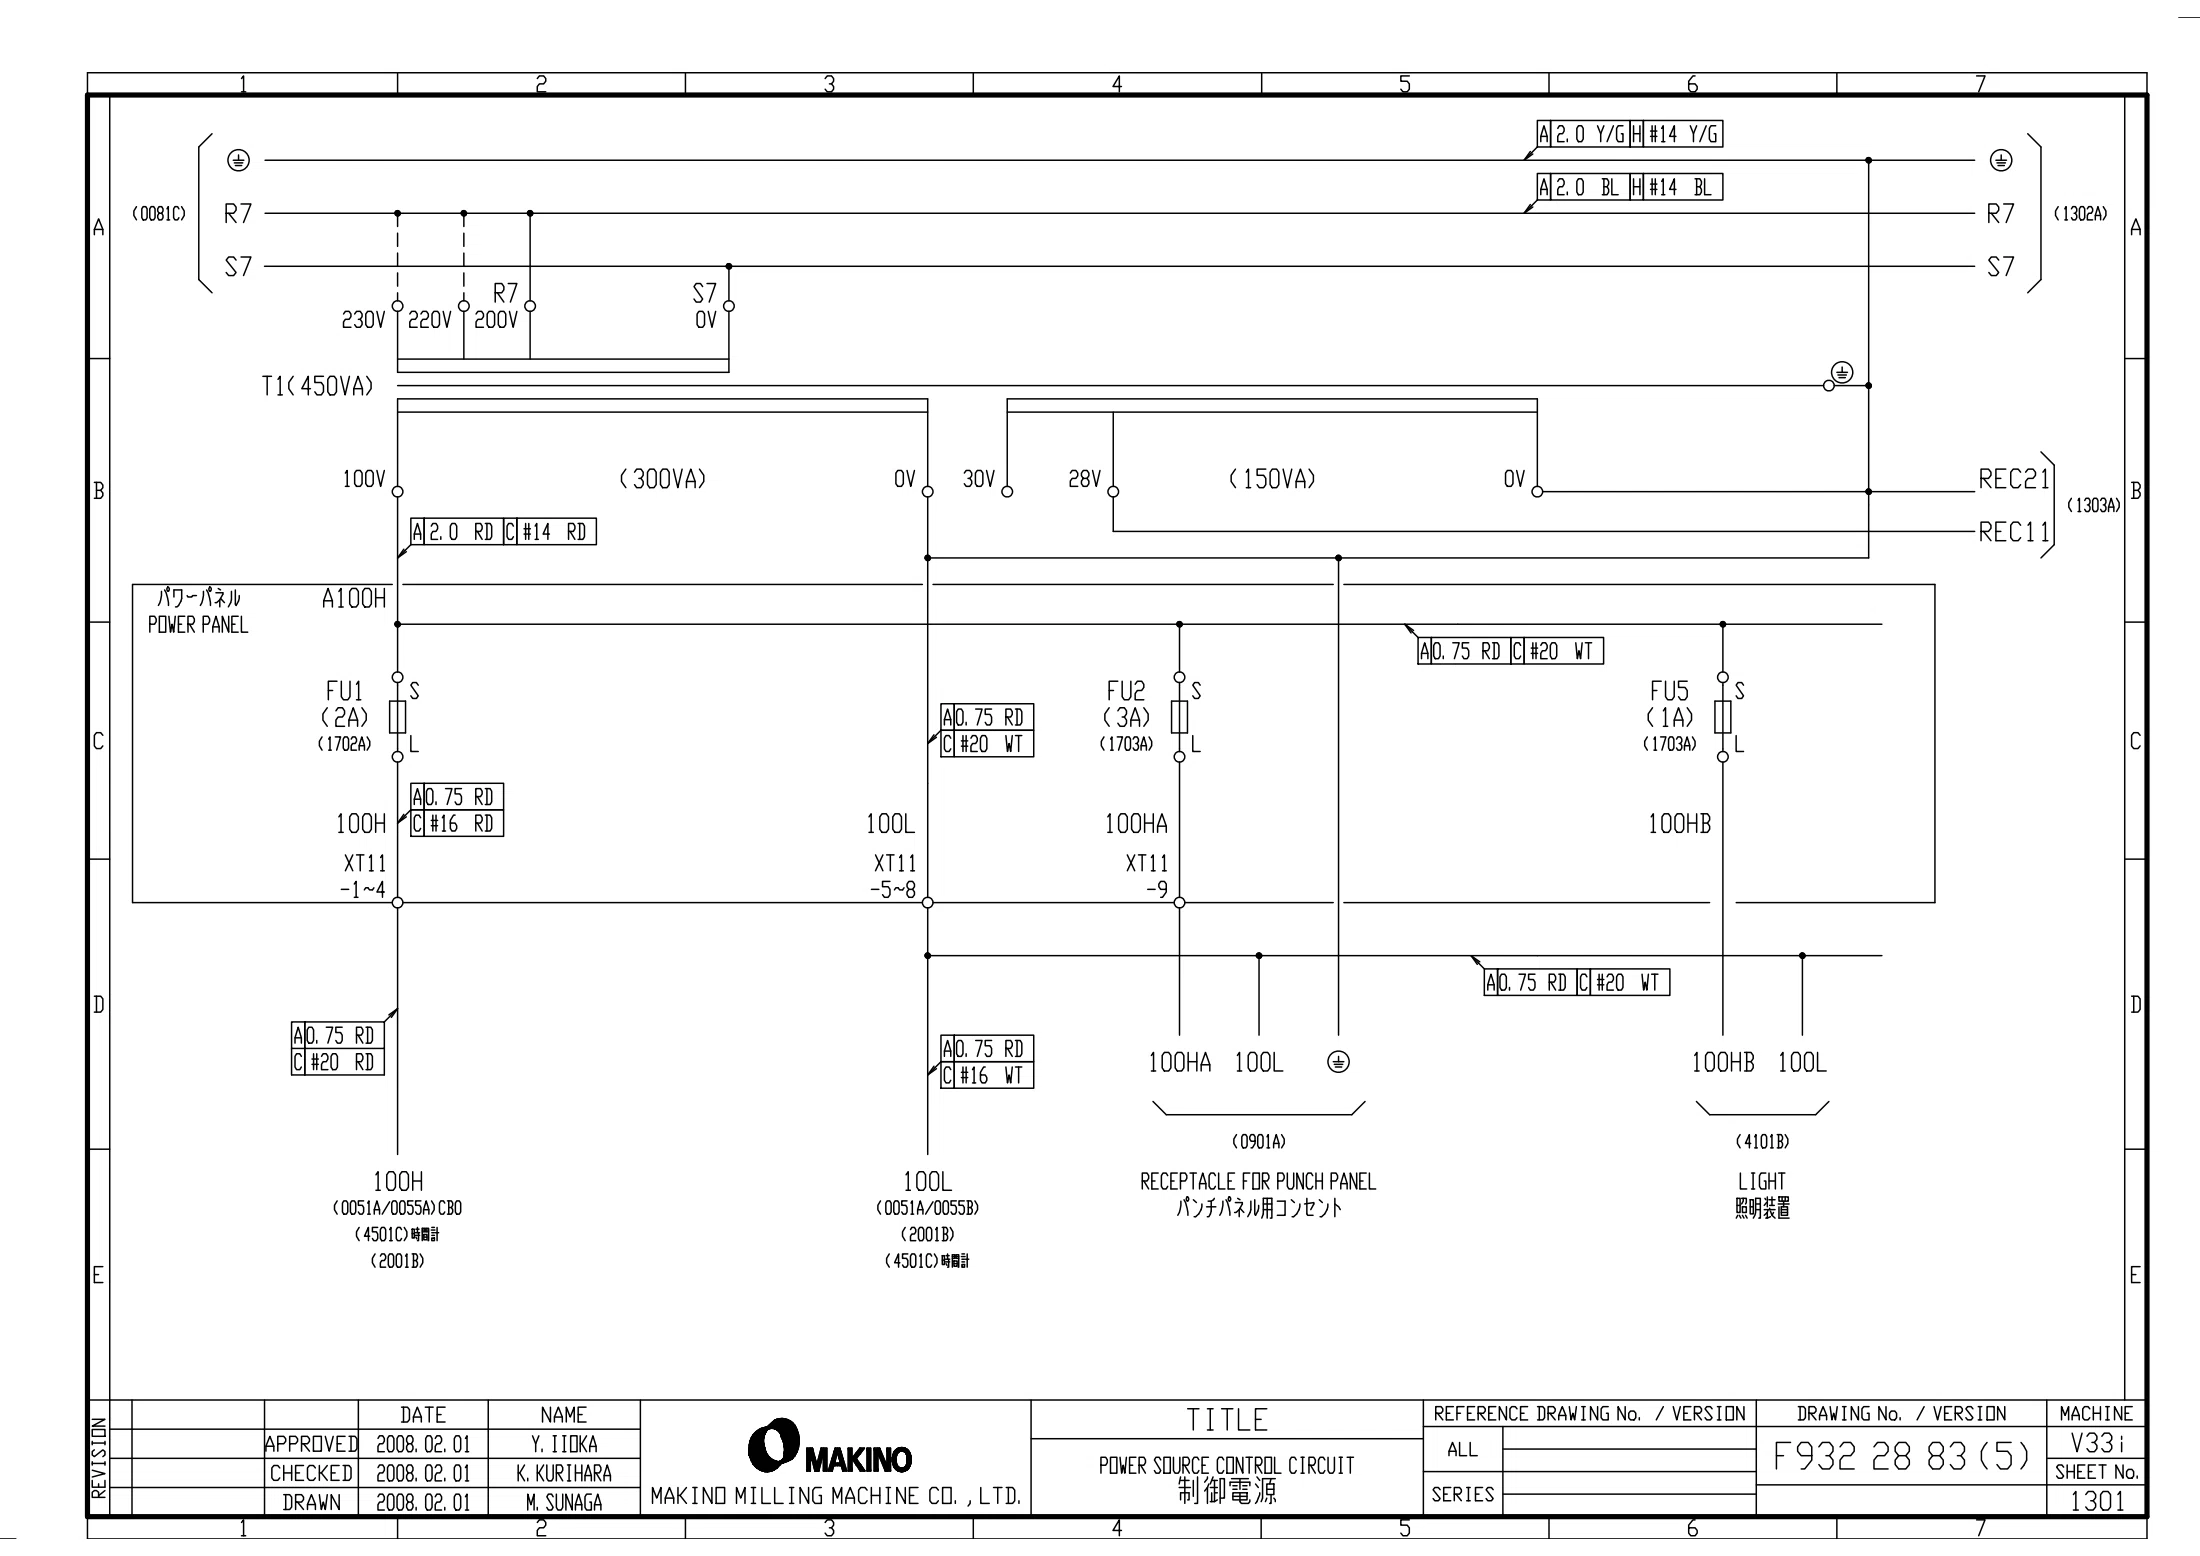 1 2 3 4 5 6 7
A 2.0 Y/G H #14 Y/G
A 2.0 BL H #14 BL
(0081C) R7 R7 (1302A)
A A
S7 S7
R7 S7
230V 220V 200V 0V
T1(450VA)
100V (300VA) 0V 30V 28V (150VA) 0V REC21
B B
(1303A)
A 2.0 RD C #14 RD REC11
パワーパネル A100H
POWER PANEL
A 0.75 RD C #20 WT
FU1 S FU2 S FU5 S
(2A) A 0.75 RD (3A) (1A)
(1702A) L C #20 WT (1703A) L (1703A) L
C C
A 0.75 RD
100H C #16 RD 100L 100HA 100HB
XT11 XT11 XT11
-1~4 -5~8 -9
A 0.75 RD C #20 WT
D D
A 0.75 RD
C #20 RD
A 0.75 RD
C #16 WT
100HA 100L 100HB 100L
(0901A) (4101B)
100H 100L RECEPTACLE FOR PUNCH PANEL LIGHT
(0051A/0055A)CB0 (0051A/0055B) パンチパネル用コンセント 照明装置
(4501C)時間計 (2001B)
(2001B) (4501C)時間計
E E
REVISION
DATE NAME
APPROVED 2008.02.01 Y.IIOKA
CHECKED 2008.02.01 K.KURIHARA
DRAWN 2008.02.01 M.SUNAGA
MAKINO
MAKINO MILLING MACHINE CO.,LTD.
TITLE
POWER SOURCE CONTROL CIRCUIT
制御電源
REFERENCE DRAWING No. / VERSION
ALL
SERIES
DRAWING No. / VERSION
F932 28 83(5)
MACHINE
V33i
SHEET No.
1301
1 2 3 4 5 6 7